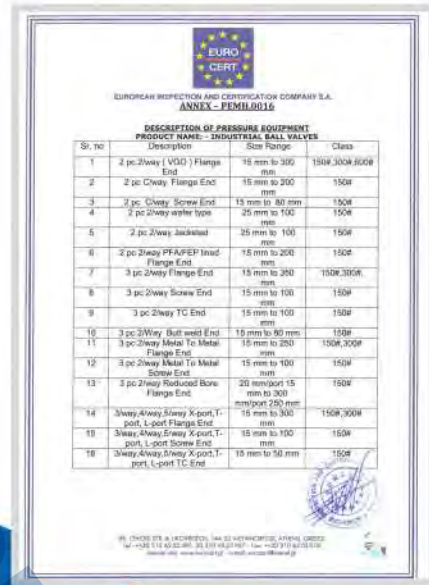 EURO
CERT
EUROPEAN INSPECTION AND CERTIFICATION COMPANY S.A.
ANNEX – PEMH.0016
DESCRIPTION OF PRESSURE EQUIPMENT
PRODUCT NAME: - INDUSTRIAL BALL VALVES
Sr. no Description Size Range Class
1 2 pc 2/way ( VGO ) Flange End 15 mm to 300 mm 150#,300#,600#
2 2 pc C/way Flange End 15 mm to 200 mm 150#
3 2 pc C/way Screw End 15 mm to 80 mm 150#
4 2 pc 2/way wafer type 25 mm to 100 mm 150#
5 2 pc 2/way Jacketed 25 mm to 100 mm 150#
6 2 pc 2/way PFA/FEP lined Flange End 15 mm to 200 mm 150#
7 3 pc 2/way Flange End 15 mm to 350 mm 150#,300#,
8 3 pc 2/way Screw End 15 mm to 100 mm 150#
9 3 pc 2/way TC End 15 mm to 100 mm 150#
10 3 pc 2/Way Butt weld End 15 mm to 80 mm 150#
11 3 pc 2/way Metal To Metal Flange End 15 mm to 250 mm 150#,300#
12 3 pc 2/way Metal To Metal Screw End 15 mm to 100 mm 150#
13 3 pc 2/way Reduced Bore Flange End 20 mm/port 15 mm to 300 mm/port 250 mm 150#
14 3/way,4/way,5/way X-port,T-port, L-port Flange End 15 mm to 300 mm 150#,300#
15 3/way,4/way,5/way X-port,T-port, L-port Screw End 15 mm to 100 mm 150#
16 3/way,4/way,5/way X-port,T-port, L-port TC End 15 mm to 50 mm 150#